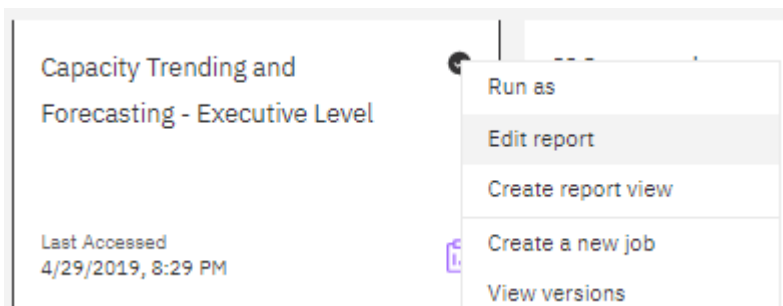 Capacity Trending and
Forecasting - Executive Level
Last Accessed
4/29/2019, 8:29 PM
Run as
Edit report
Create report view
Create a new job
View versions